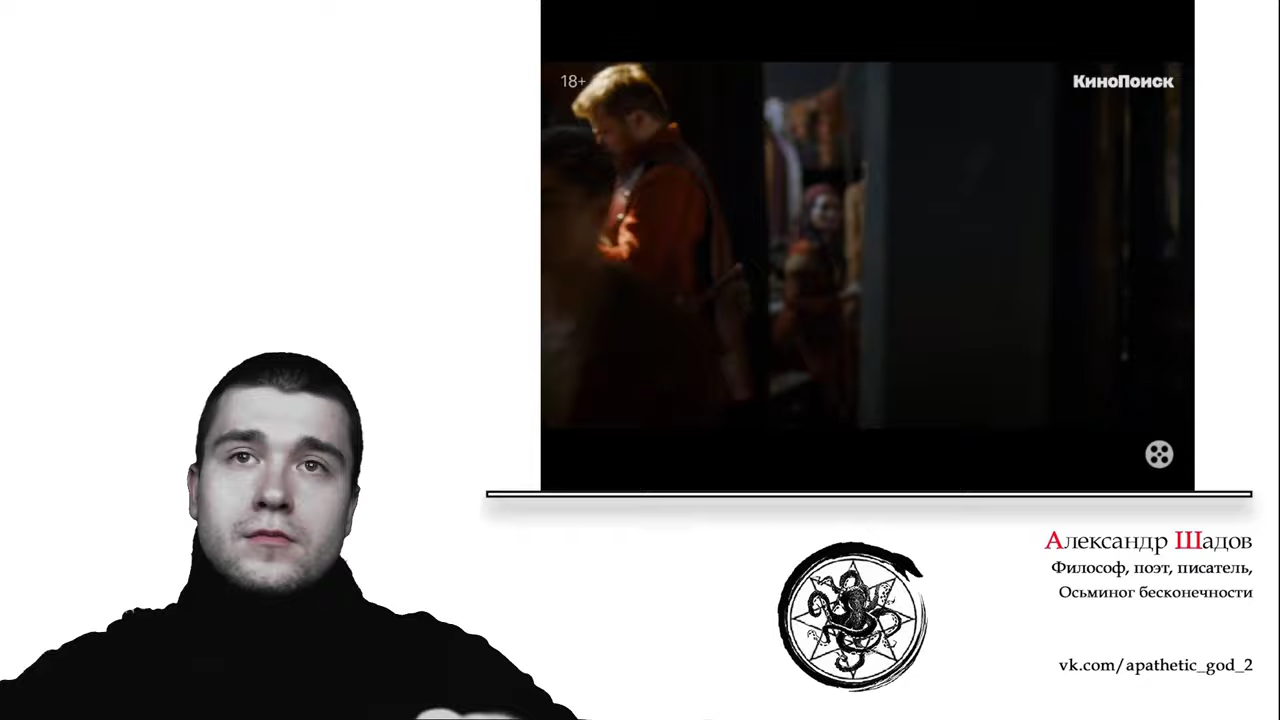 18+
КиноПоиск
Александр Шадов
Философ, поэт, писатель,
Осьминог бесконечности
vk.com/apathetic_god_2